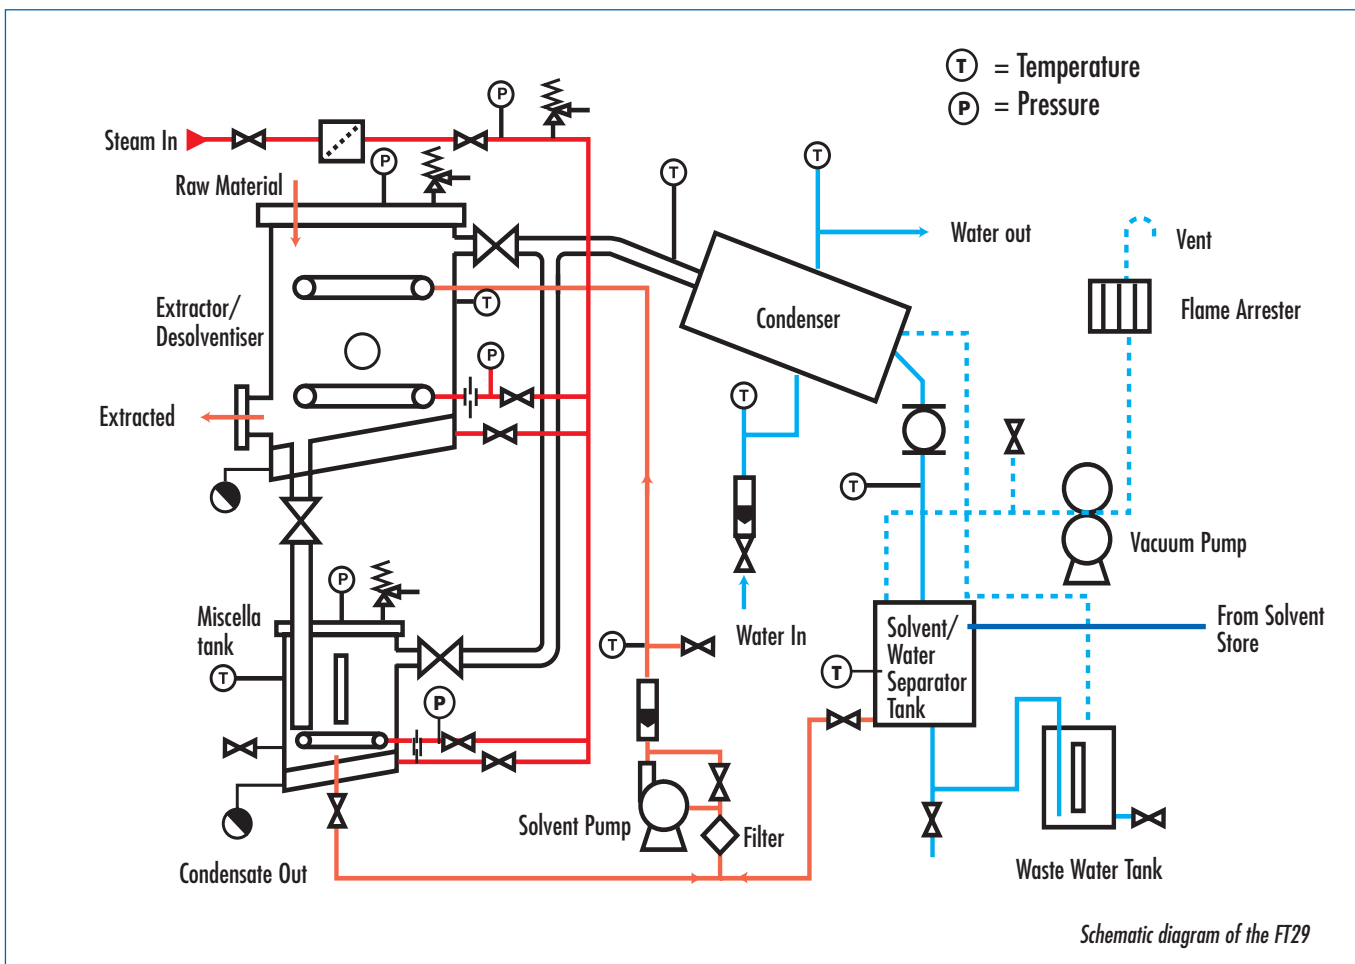 T = Temperature
P = Pressure
P
Steam In
P
Raw Material
T
T
Water out
Vent
Extractor/
Desolventiser
T
Condenser
Flame Arrester
P
T
Extracted
T
Vacuum Pump
P
Miscella
tank
Water In
Solvent/
Water
Separator
Tank
From Solvent
Store
T
T
T
P
Solvent Pump
Filter
Condensate Out
Waste Water Tank
Schematic diagram of the FT29